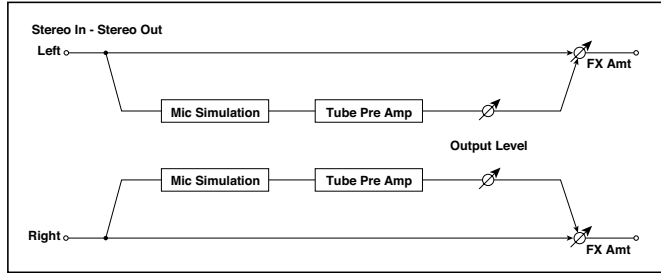 Stereo In - Stereo Out
Left
FX Amt
Mic Simulation Tube Pre Amp
Output Level
Mic Simulation Tube Pre Amp
Right
FX Amt